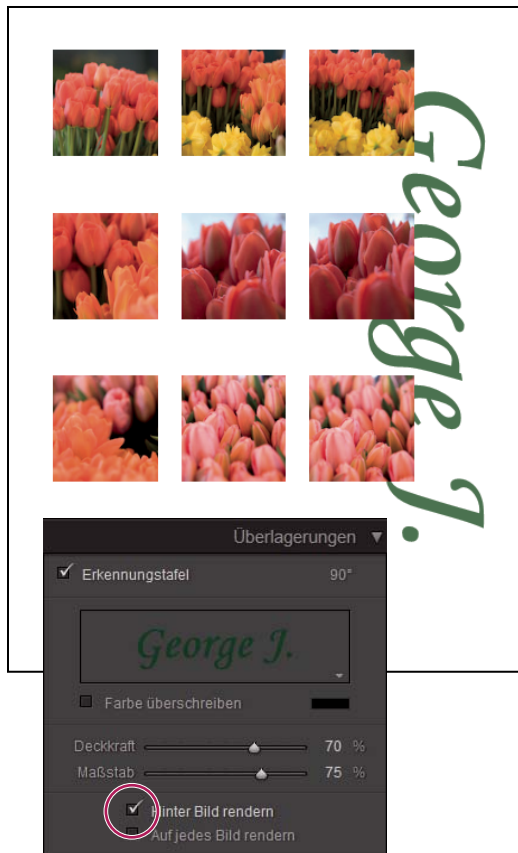 George J.
Überlagerungen
Erkennungstafel 90°
George J.
Farbe überschreiben
Deckkraft 70 %
Maßstab 75 %
Hinter Bild rendern
Auf jedes Bild rendern